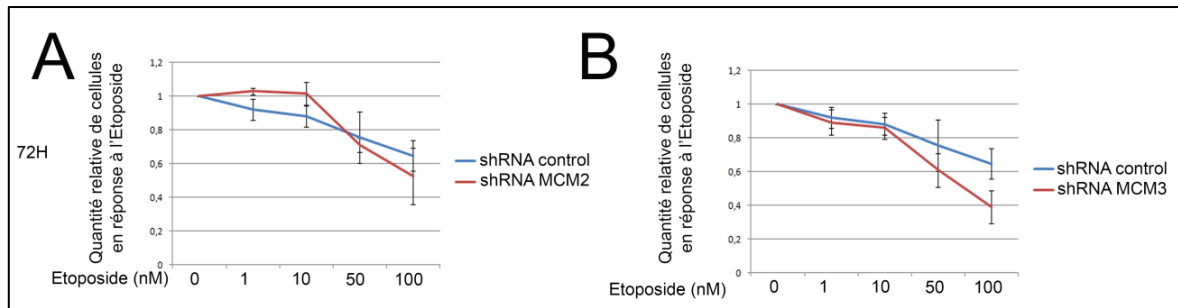 A
Quantité relative de cellules
en réponse à l'Etoposide
1,2
1
0,8
0,6
0,4
0,2
0
72H
shRNA control
shRNA MCM2
Etoposide (nM) 0 1 10 50 100
B
Quantité relative de cellules
en réponse à l'Etoposide
1,2
1
0,8
0,6
0,4
0,2
0
shRNA control
shRNA MCM3
Etoposide (nM) 0 1 10 50 100